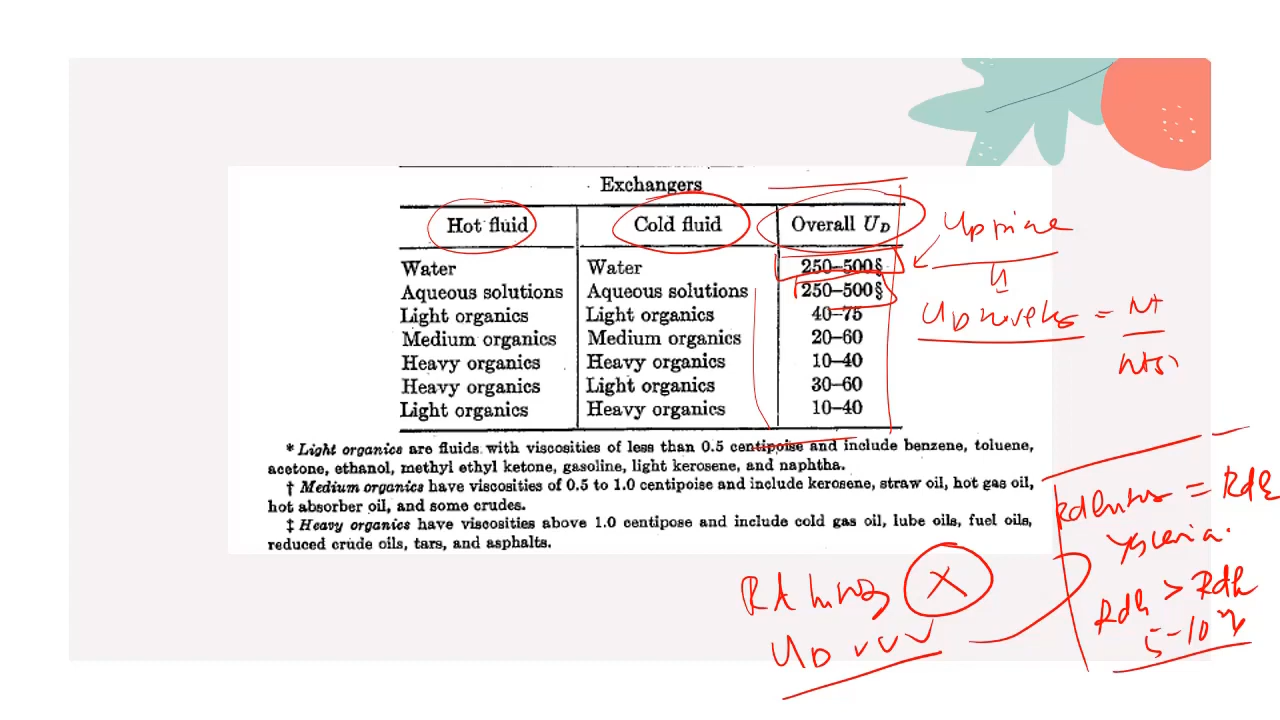 Exchangers
Hot fluid Cold fluid Overall U_D
Water Water 250–500§
Aqueous solutions Aqueous solutions 250–500§
Light organics Light organics 40–75
Medium organics Medium organics 20–60
Heavy organics Heavy organics 10–40
Heavy organics Light organics 30–60
Light organics Heavy organics 10–40
* Light organics are fluids with viscosities of less than 0.5 centipoise and include benzene, toluene,
acetone, ethanol, methyl ethyl ketone, gasoline, light kerosene, and naphtha.
† Medium organics have viscosities of 0.5 to 1.0 centipoise and include kerosene, straw oil, hot gas oil,
hot absorber oil, and some crudes.
‡ Heavy organics have viscosities above 1.0 centipose and include cold gas oil, lube oils, fuel oils,
reduced crude oils, tars, and asphalts.
U_D
U_D = Nt
=
>
5-10%
X
U_D